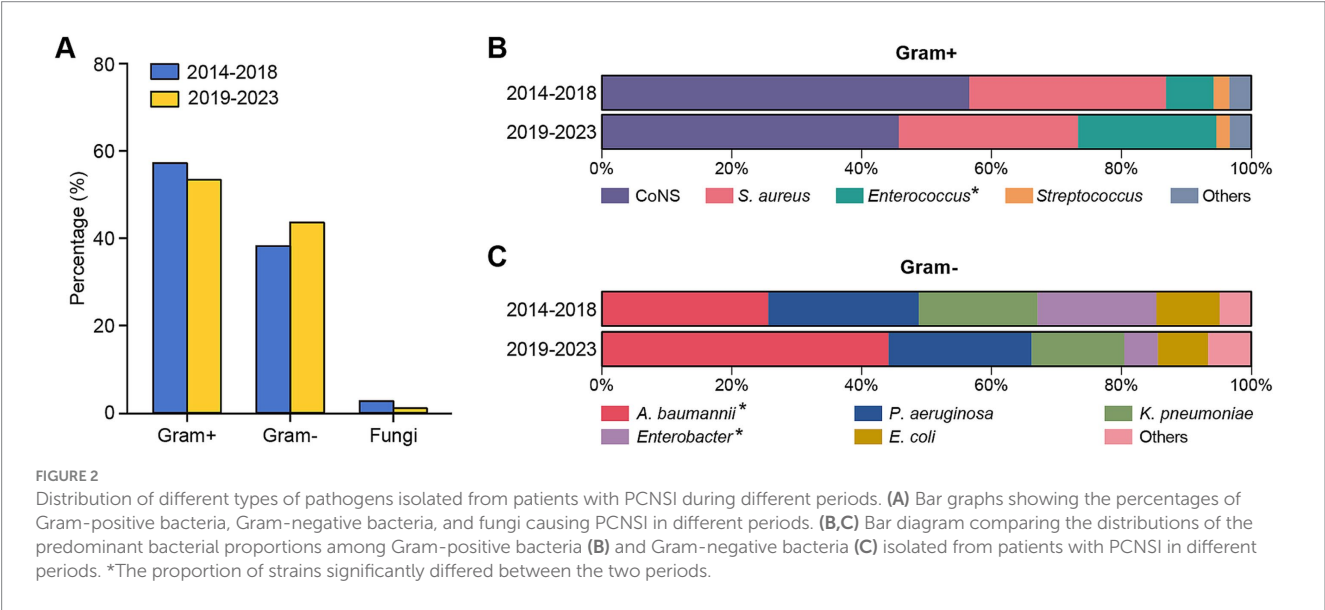 A
80
60
40
20
0
Percentage (%)
2014-2018
2019-2023
Gram+ Gram- Fungi
B
Gram+
2014-2018
2019-2023
0% 20% 40% 60% 80% 100%
CoNS S. aureus Enterococcus* Streptococcus Others
C
Gram-
2014-2018
2019-2023
0% 20% 40% 60% 80% 100%
A. baumannii* P. aeruginosa K. pneumoniae
Enterobacter* E. coli Others
FIGURE 2
Distribution of different types of pathogens isolated from patients with PCNSI during different periods. (A) Bar graphs showing the percentages of
Gram-positive bacteria, Gram-negative bacteria, and fungi causing PCNSI in different periods. (B,C) Bar diagram comparing the distributions of the
predominant bacterial proportions among Gram-positive bacteria (B) and Gram-negative bacteria (C) isolated from patients with PCNSI in different
periods. *The proportion of strains significantly differed between the two periods.